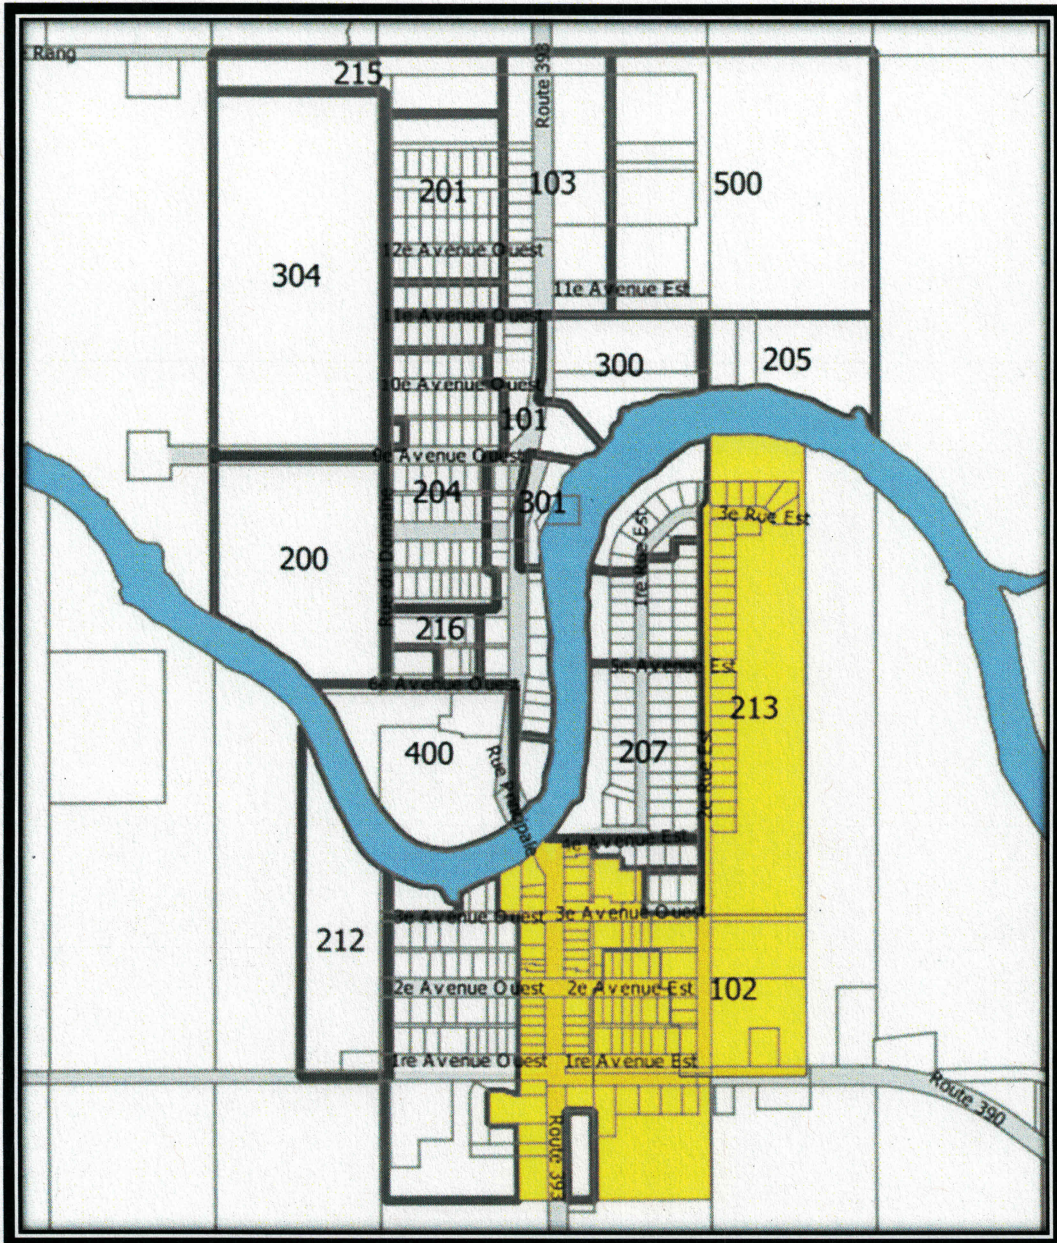 e Rang
215
Route 393
201
103
500
12e Avenue Ouest
304
11e Avenue Est
11e Avenue Ouest
300
205
10e Avenue Ouest
101
9e Avenue Ouest
204
301
3e Rue Est
Rue du Domaine
1re Rue Est
200
216
5e Avenue Est
6e Avenue Ouest
213
400
207
Rue Principale
2e Rue Est
4e Avenue Est
3e Avenue Ouest
3e Avenue Ouest
212
2e Avenue Ouest
2e Avenue Est
102
1re Avenue Ouest
1re Avenue Est
Route 390
Route 393